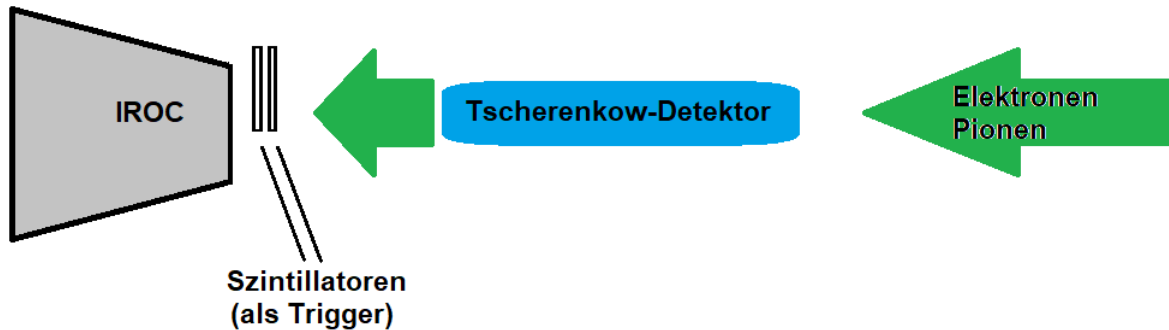 IROC
Tscherenkow-Detektor
Elektronen
Pionen
Szintillatoren
(als Trigger)